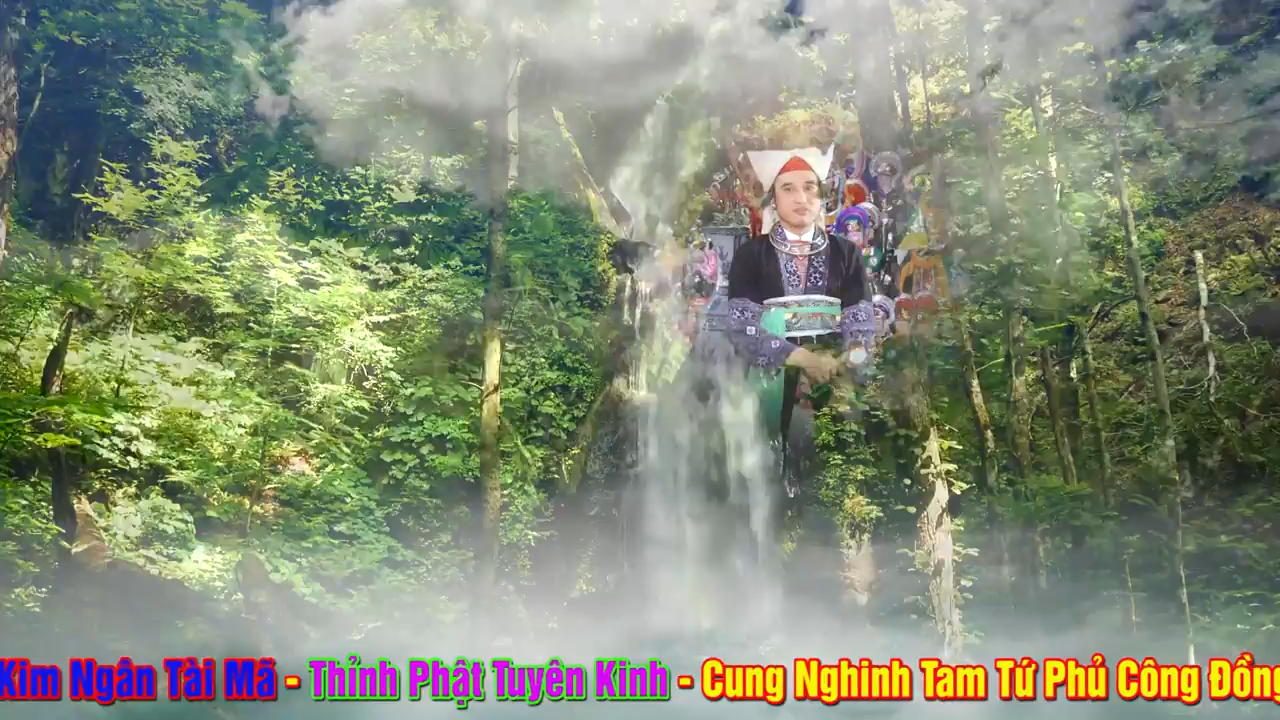 Kim Ngân Tài Mã - Thỉnh Phật Tuyên Kinh - Cung Nghinh Tam Tứ Phủ Công Đồng